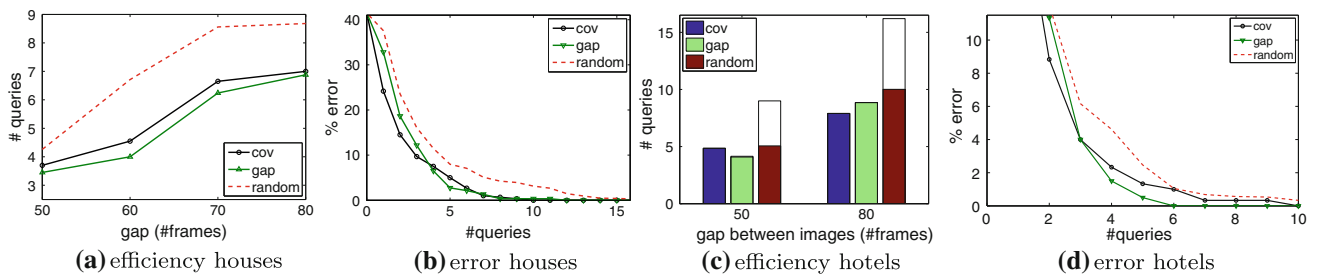 9
8
7
6
5
4
3
50 60 70 80
# queries
gap (#frames)
cov
gap
random
(a) efficiency houses
40
30
20
10
0
0 5 10 15
% error
#queries
cov
gap
random
(b) error houses
15
10
5
0
50 80
# queries
gap between images (#frames)
cov
gap
random
(c) efficiency hotels
10
8
6
4
2
0
0 2 4 6 8 10
% error
#queries
cov
gap
random
(d) error hotels